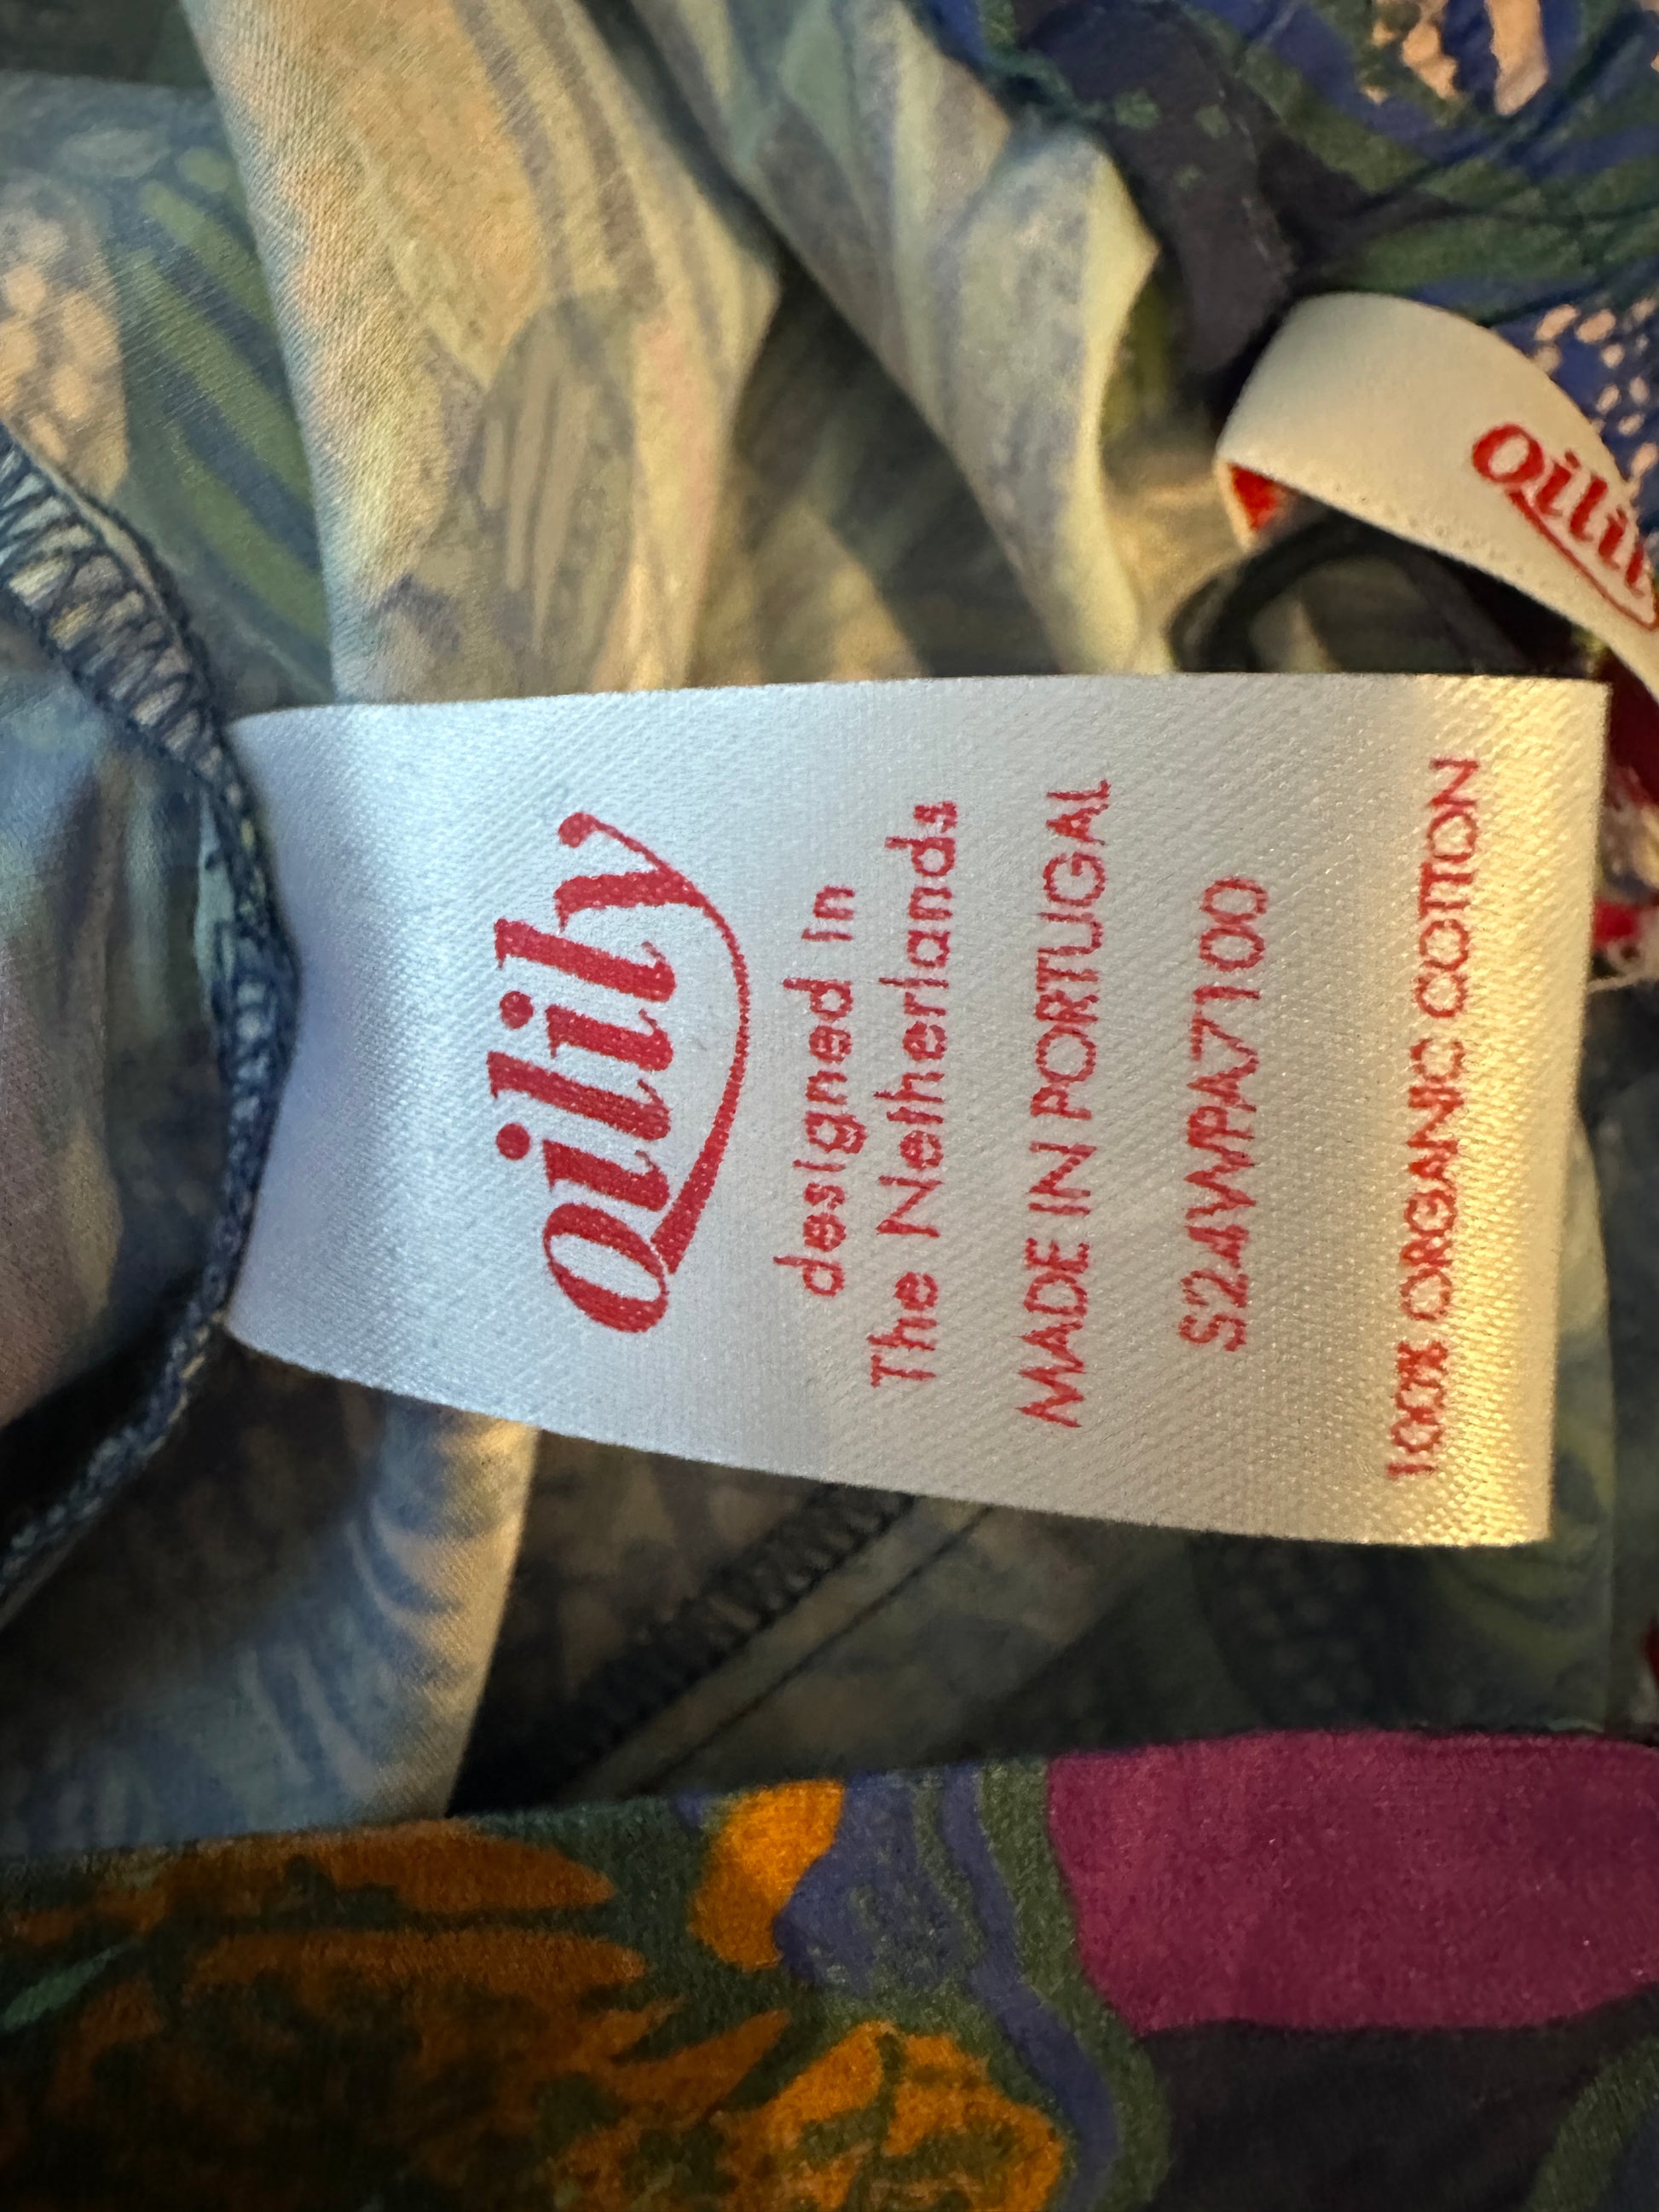 Oilily
designed in
The Netherlands
MADE IN PORTUGAL
S24WPA7100
100% ORGANIC COTTON
Oilily